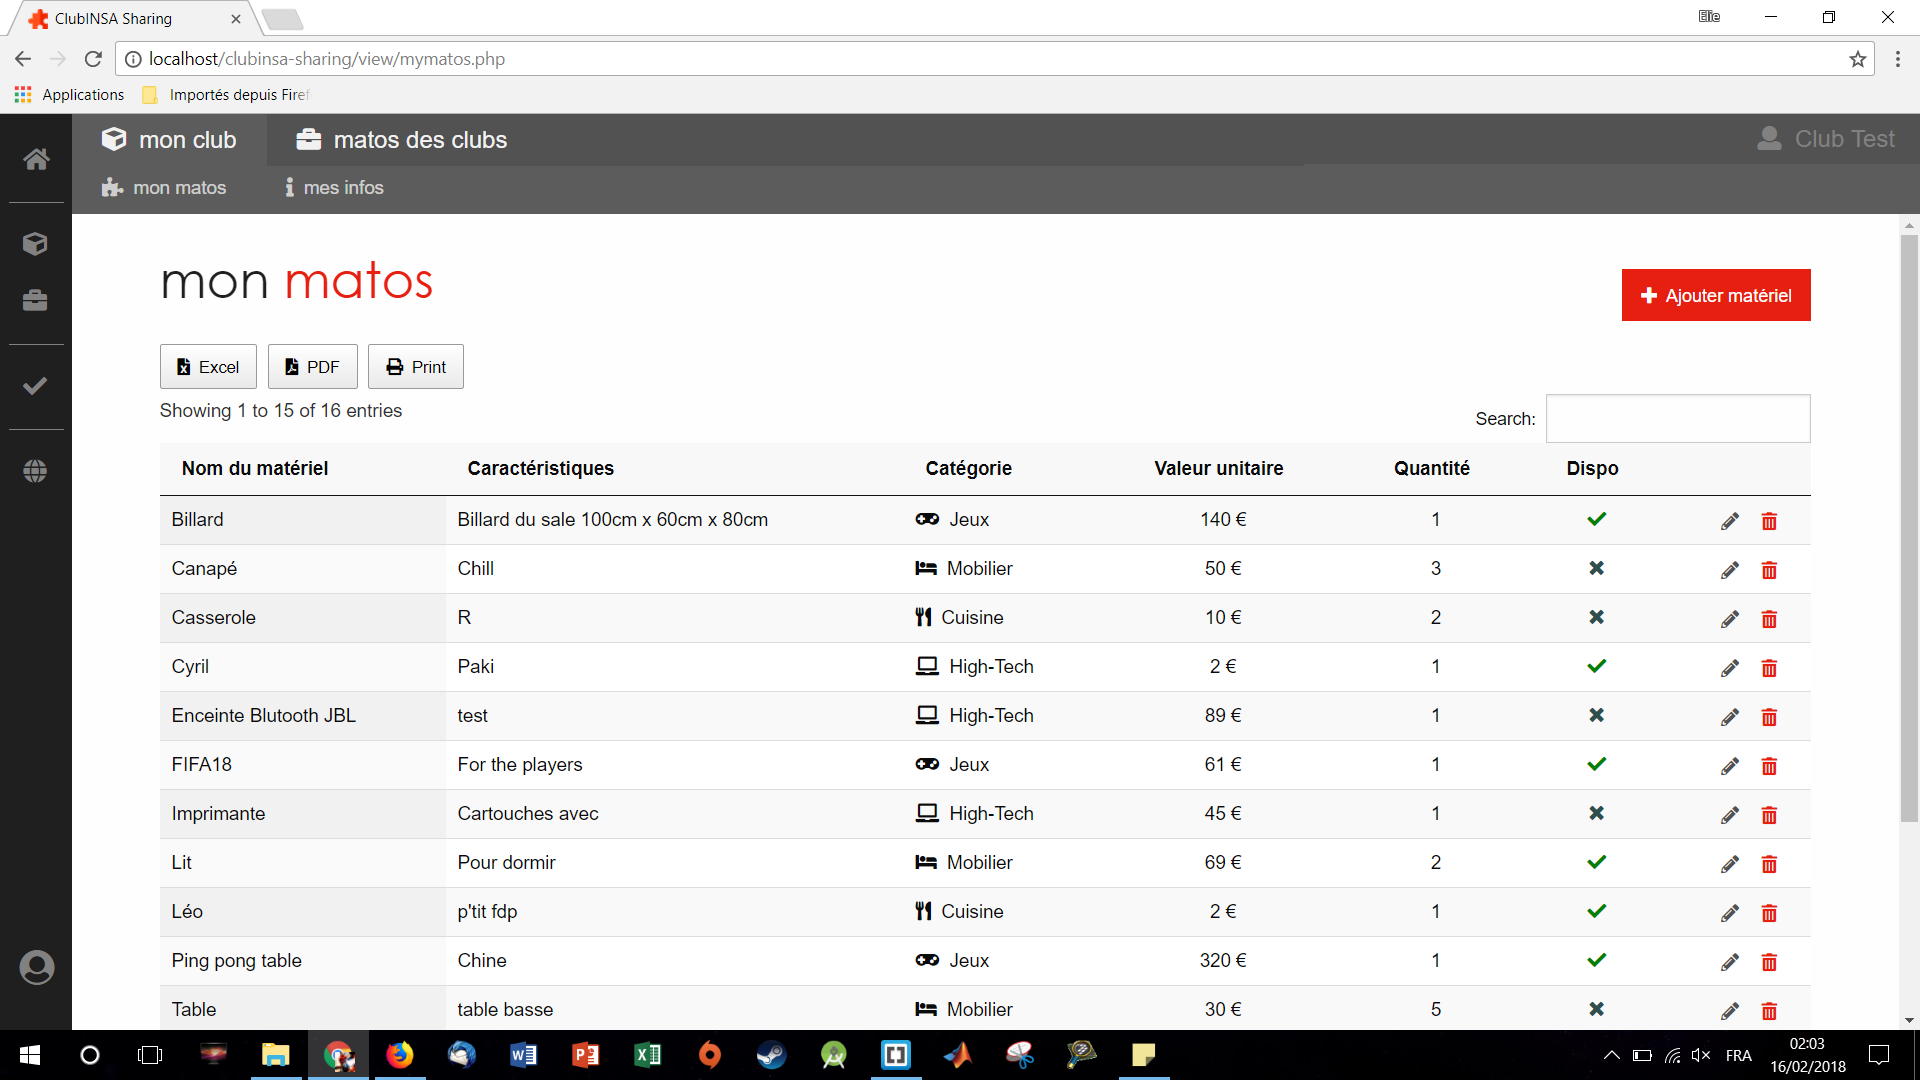 ClubINSA Sharing
Elie
localhost/clubinsa-sharing/view/mymatos.php
Applications
Importés depuis Firef
mon club
matos des clubs
Club Test
mon matos
mes infos
mon matos
Ajouter matériel
Excel
PDF
Print
Showing 1 to 15 of 16 entries
Search:
Nom du matériel Caractéristiques Catégorie Valeur unitaire Quantité Dispo
Billard Billard du sale 100cm x 60cm x 80cm Jeux 140 € 1
Canapé Chill Mobilier 50 € 3
Casserole R Cuisine 10 € 2
Cyril Paki High-Tech 2 € 1
Enceinte Blutooth JBL test High-Tech 89 € 1
FIFA18 For the players Jeux 61 € 1
Imprimante Cartouches avec High-Tech 45 € 1
Lit Pour dormir Mobilier 69 € 2
Léo p'tit fdp Cuisine 2 € 1
Ping pong table Chine Jeux 320 € 1
Table table basse Mobilier 30 € 5
FRA
02:03
16/02/2018